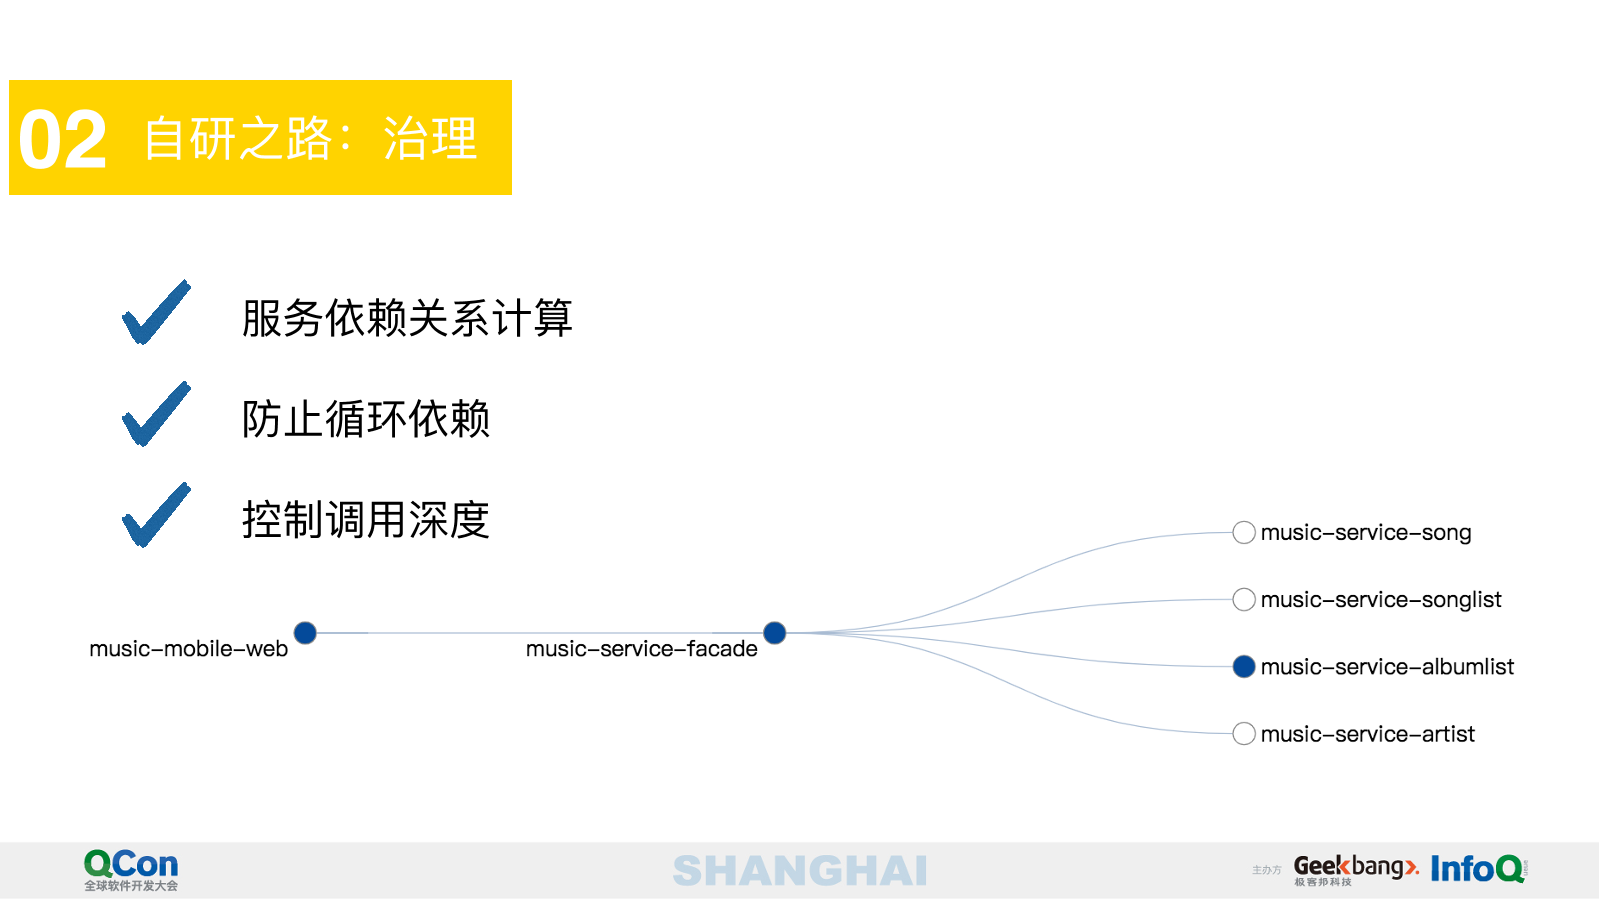 02 自研之路：治理
服务依赖关系计算
防止循环依赖
控制调用深度
music-service-song
music-service-songlist
music-mobile-web
music-service-facade
music-service-albumlist
music-service-artist
QCon
全球软件开发大会
SHANGHAI
主办方
Geekbang
极客邦科技
InfoQ